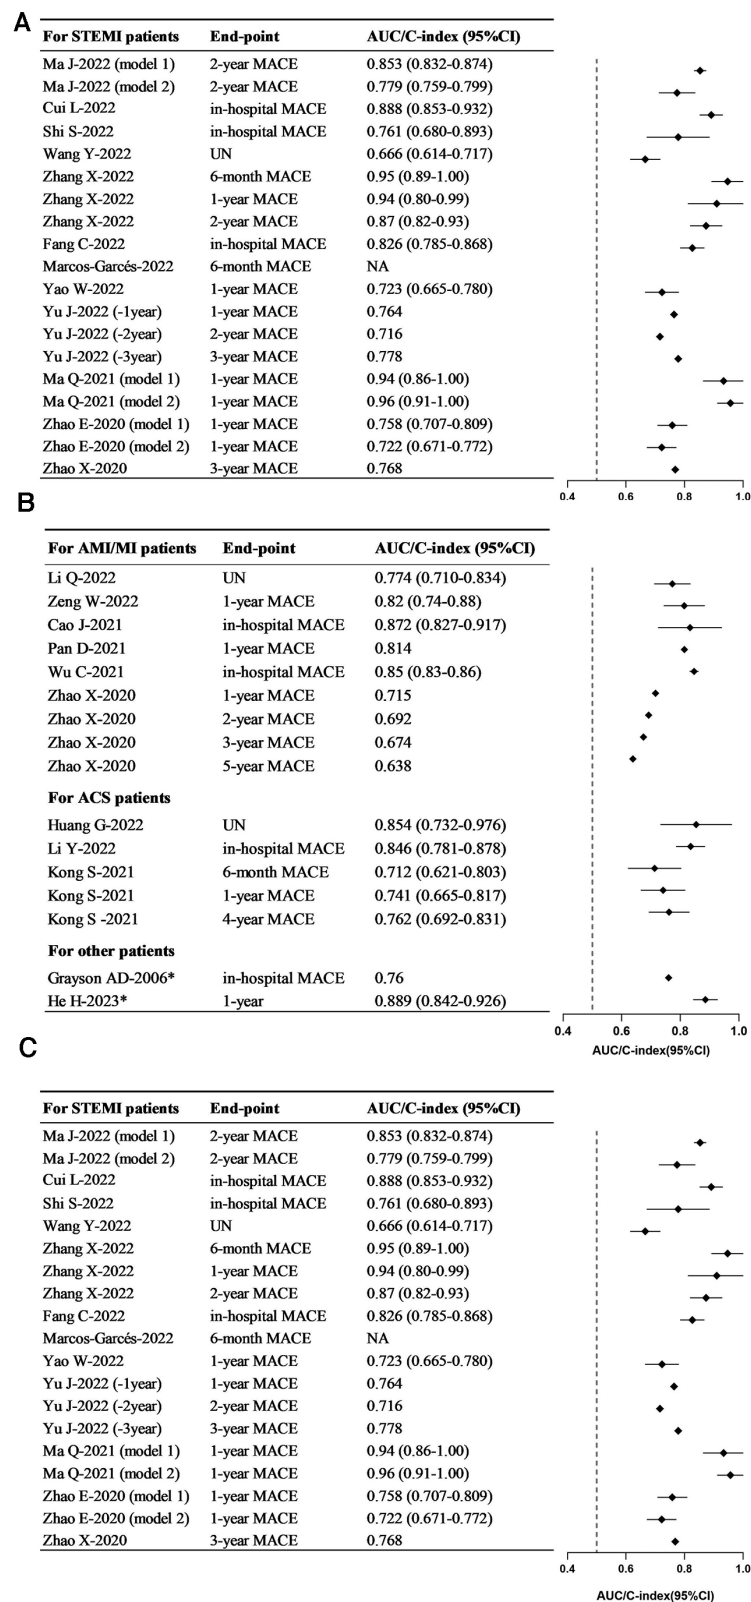 A
For STEMI patients End-point AUC/C-index (95%CI)
Ma J-2022 (model 1) 2-year MACE 0.853 (0.832-0.874)
Ma J-2022 (model 2) 2-year MACE 0.779 (0.759-0.799)
Cui L-2022 in-hospital MACE 0.888 (0.853-0.932)
Shi S-2022 in-hospital MACE 0.761 (0.680-0.893)
Wang Y-2022 UN 0.666 (0.614-0.717)
Zhang X-2022 6-month MACE 0.95 (0.89-1.00)
Zhang X-2022 1-year MACE 0.94 (0.80-0.99)
Zhang X-2022 2-year MACE 0.87 (0.82-0.93)
Fang C-2022 in-hospital MACE 0.826 (0.785-0.868)
Marcos-Garcés-2022 6-month MACE NA
Yao W-2022 1-year MACE 0.723 (0.665-0.780)
Yu J-2022 (-1year) 1-year MACE 0.764
Yu J-2022 (-2year) 2-year MACE 0.716
Yu J-2022 (-3year) 3-year MACE 0.778
Ma Q-2021 (model 1) 1-year MACE 0.94 (0.86-1.00)
Ma Q-2021 (model 2) 1-year MACE 0.96 (0.91-1.00)
Zhao E-2020 (model 1) 1-year MACE 0.758 (0.707-0.809)
Zhao E-2020 (model 2) 1-year MACE 0.722 (0.671-0.772)
Zhao X-2020 3-year MACE 0.768
0.4 0.6 0.8 1.0
B
For AMI/MI patients End-point AUC/C-index (95%CI)
Li Q-2022 UN 0.774 (0.710-0.834)
Zeng W-2022 1-year MACE 0.82 (0.74-0.88)
Cao J-2021 in-hospital MACE 0.872 (0.827-0.917)
Pan D-2021 1-year MACE 0.814
Wu C-2021 in-hospital MACE 0.85 (0.83-0.86)
Zhao X-2020 1-year MACE 0.715
Zhao X-2020 2-year MACE 0.692
Zhao X-2020 3-year MACE 0.674
Zhao X-2020 5-year MACE 0.638
For ACS patients
Huang G-2022 UN 0.854 (0.732-0.976)
Li Y-2022 in-hospital MACE 0.846 (0.781-0.878)
Kong S-2021 6-month MACE 0.712 (0.621-0.803)
Kong S-2021 1-year MACE 0.741 (0.665-0.817)
Kong S -2021 4-year MACE 0.762 (0.692-0.831)
For other patients
Grayson AD-2006* in-hospital MACE 0.76
He H-2023* 1-year 0.889 (0.842-0.926)
0.4 0.6 0.8 1.0
AUC/C-index(95%CI)
C
For STEMI patients End-point AUC/C-index (95%CI)
Ma J-2022 (model 1) 2-year MACE 0.853 (0.832-0.874)
Ma J-2022 (model 2) 2-year MACE 0.779 (0.759-0.799)
Cui L-2022 in-hospital MACE 0.888 (0.853-0.932)
Shi S-2022 in-hospital MACE 0.761 (0.680-0.893)
Wang Y-2022 UN 0.666 (0.614-0.717)
Zhang X-2022 6-month MACE 0.95 (0.89-1.00)
Zhang X-2022 1-year MACE 0.94 (0.80-0.99)
Zhang X-2022 2-year MACE 0.87 (0.82-0.93)
Fang C-2022 in-hospital MACE 0.826 (0.785-0.868)
Marcos-Garcés-2022 6-month MACE NA
Yao W-2022 1-year MACE 0.723 (0.665-0.780)
Yu J-2022 (-1year) 1-year MACE 0.764
Yu J-2022 (-2year) 2-year MACE 0.716
Yu J-2022 (-3year) 3-year MACE 0.778
Ma Q-2021 (model 1) 1-year MACE 0.94 (0.86-1.00)
Ma Q-2021 (model 2) 1-year MACE 0.96 (0.91-1.00)
Zhao E-2020 (model 1) 1-year MACE 0.758 (0.707-0.809)
Zhao E-2020 (model 2) 1-year MACE 0.722 (0.671-0.772)
Zhao X-2020 3-year MACE 0.768
0.4 0.6 0.8 1.0
AUC/C-index(95%CI)